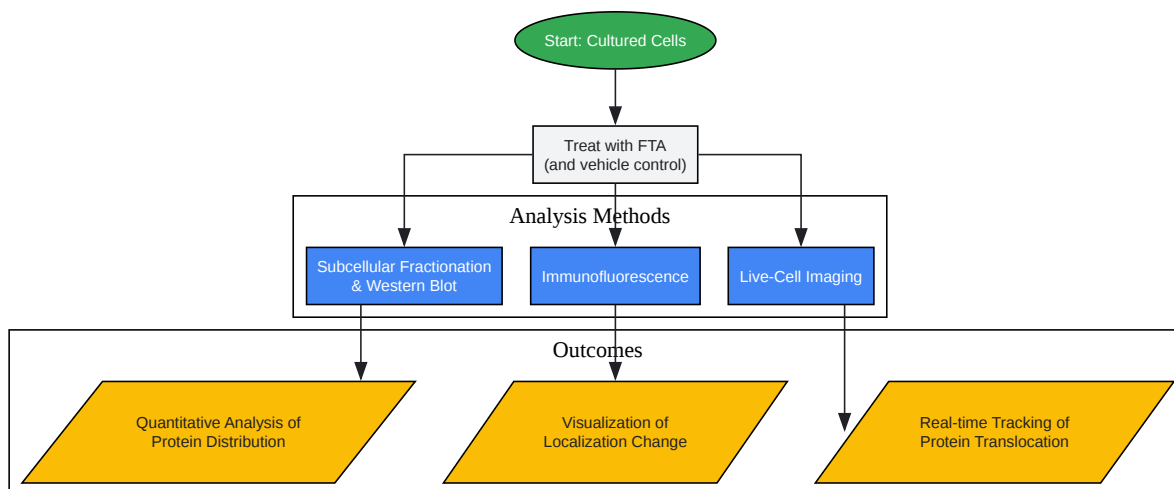 Start: Cultured Cells
Treat with FTA
(and vehicle control)
Analysis Methods
Subcellular Fractionation
& Western Blot
Immunofluorescence
Live-Cell Imaging
Outcomes
Quantitative Analysis of
Protein Distribution
Visualization of
Localization Change
Real-time Tracking of
Protein Translocation